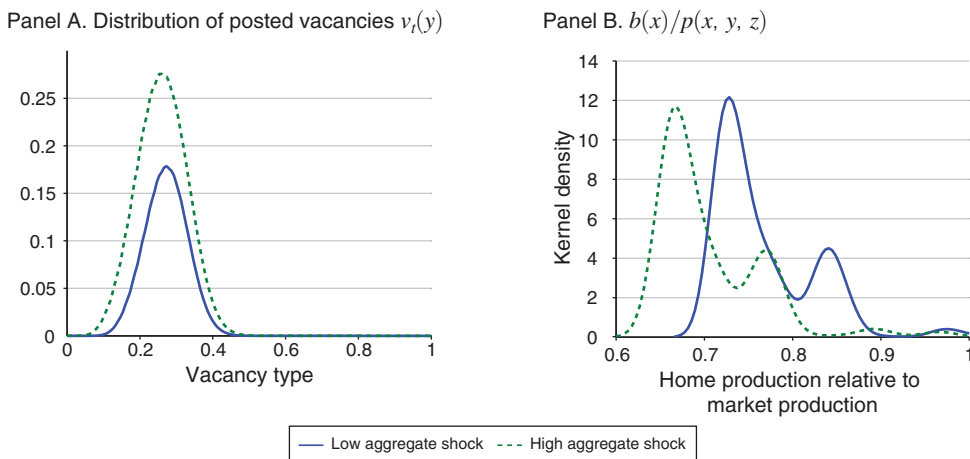 Panel A. Distribution of posted vacancies v_t(y)
0.25
0.2
0.15
0.1
0.05
0
0 0.2 0.4 0.6 0.8 1
Vacancy type
Panel B. b(x)/p(x, y, z)
Kernel density
14
12
10
8
6
4
2
0
0.6 0.7 0.8 0.9 1
Home production relative to
market production
Low aggregate shock High aggregate shock